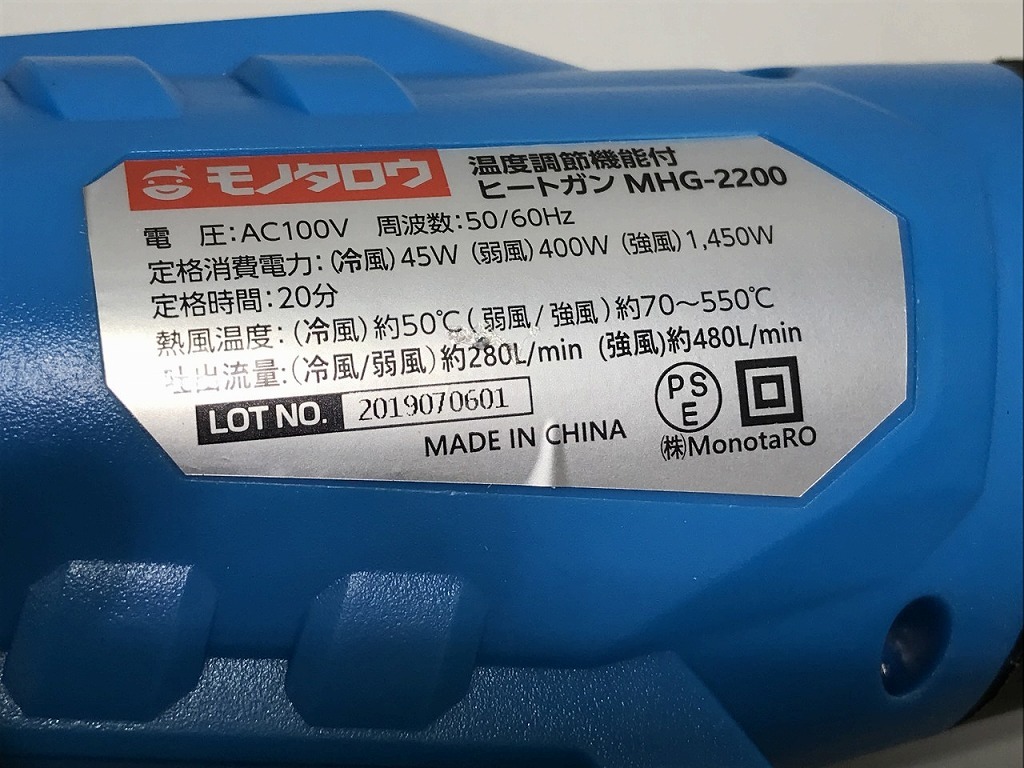 モノタロウ
温度調節機能付
ヒートガン MHG-2200
電 圧:AC100V 周波数:50/60Hz
定格消費電力:(冷風)45W (弱風)400W (強風)1,450W
定格時間:20分
熱風温度:(冷風)約50℃(弱風/強風)約70～550℃
吐出流量:(冷風/弱風)約280L/min (強風)約480L/min
LOT NO. 2019070601
PS
E
MADE IN CHINA
(株)MonotaRO